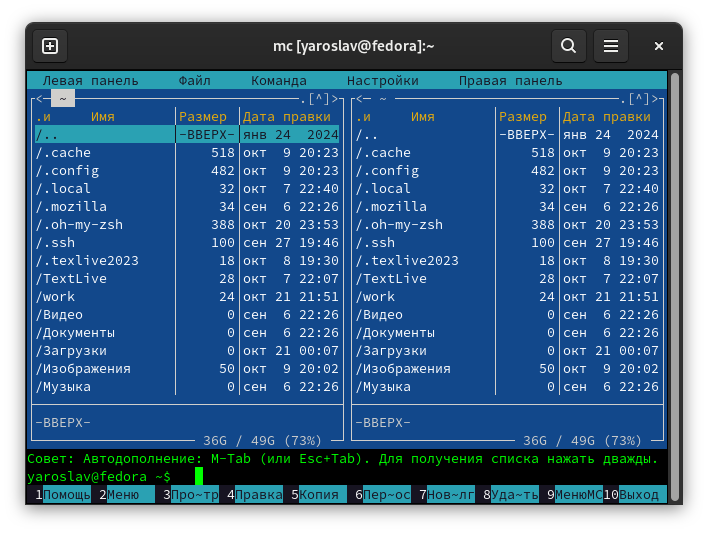 mc [yaroslav@fedora]:~
Левая панель Файл Команда Настройки Правая панель
<— ~ .[^]> <— ~ .[^]>
.и Имя Размер Дата правки .и Имя Размер Дата правки
/.. -ВВЕРХ- янв 24 2024 /.. -ВВЕРХ- янв 24 2024
/.cache 518 окт 9 20:23 /.cache 518 окт 9 20:23
/.config 482 окт 9 20:23 /.config 482 окт 9 20:23
/.local 32 окт 7 22:40 /.local 32 окт 7 22:40
/.mozilla 34 сен 6 22:26 /.mozilla 34 сен 6 22:26
/.oh-my-zsh 388 окт 20 23:53 /.oh-my-zsh 388 окт 20 23:53
/.ssh 100 сен 27 19:46 /.ssh 100 сен 27 19:46
/.texlive2023 18 окт 8 19:30 /.texlive2023 18 окт 8 19:30
/TextLive 28 окт 7 22:07 /TextLive 28 окт 7 22:07
/work 24 окт 21 21:51 /work 24 окт 21 21:51
/Видео 0 сен 6 22:26 /Видео 0 сен 6 22:26
/Документы 0 сен 6 22:26 /Документы 0 сен 6 22:26
/Загрузки 0 окт 21 00:07 /Загрузки 0 окт 21 00:07
/Изображения 50 окт 9 20:02 /Изображения 50 окт 9 20:02
/Музыка 0 сен 6 22:26 /Музыка 0 сен 6 22:26
-ВВЕРХ- -ВВЕРХ-
36G / 49G (73%) 36G / 49G (73%)
Совет: Автодополнение: M-Tab (или Esc+Tab). Для получения списка нажать дважды.
yaroslav@fedora ~$
1Помощь 2Меню 3Про~тр 4Правка 5Копия 6Пер~ос 7Нов~лг 8Уда~ть 9МенюMC 10Выход